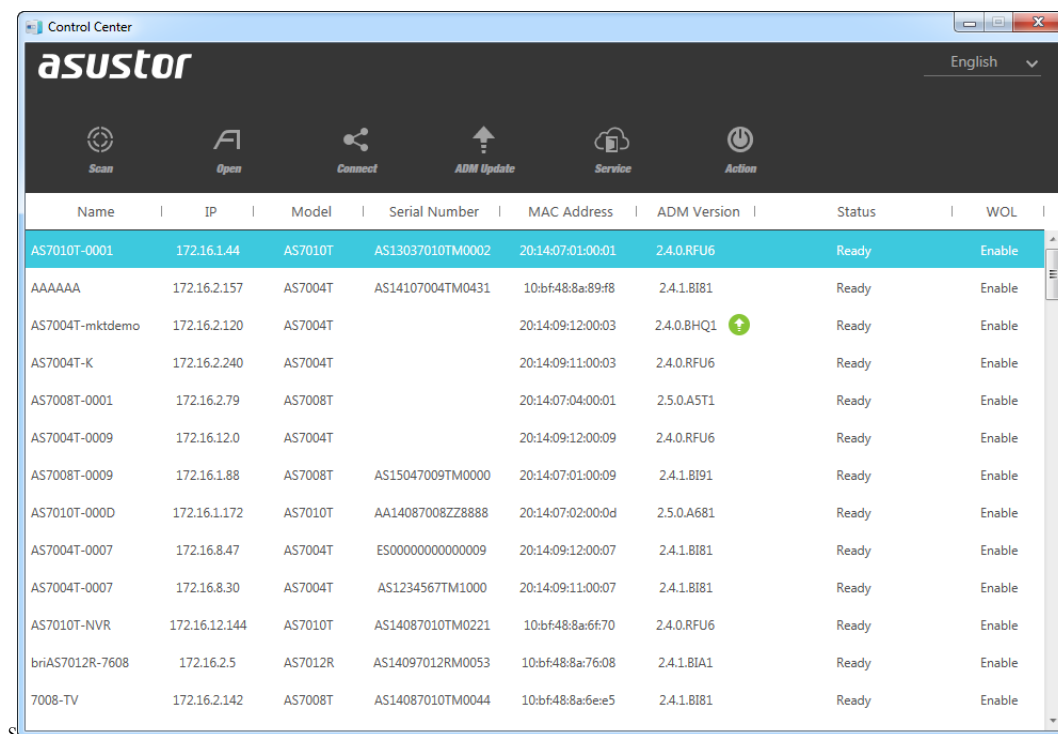 Control Center
asustor
English
Scan Open Connect ADM Update Service Action
Name IP Model Serial Number MAC Address ADM Version Status WOL
AS7010T-0001 172.16.1.44 AS7010T AS13037010TM0002 20:14:07:01:00:01 2.4.0.RFU6 Ready Enable
AAAAAA 172.16.2.157 AS7004T AS14107004TM0431 10:bf:48:8a:89:f8 2.4.1.BI81 Ready Enable
AS7004T-mktdemo 172.16.2.120 AS7004T 20:14:09:12:00:03 2.4.0.BHQ1 Ready Enable
AS7004T-K 172.16.2.240 AS7004T 20:14:09:11:00:03 2.4.0.RFU6 Ready Enable
AS7008T-0001 172.16.2.79 AS7008T 20:14:07:04:00:01 2.5.0.A5T1 Ready Enable
AS7004T-0009 172.16.12.0 AS7004T 20:14:09:12:00:09 2.4.0.RFU6 Ready Enable
AS7008T-0009 172.16.1.88 AS7008T AS15047009TM0000 20:14:07:01:00:09 2.4.1.BI91 Ready Enable
AS7010T-000D 172.16.1.172 AS7010T AA14087008ZZ8888 20:14:07:02:00:0d 2.5.0.A681 Ready Enable
AS7004T-0007 172.16.8.47 AS7004T ES00000000000009 20:14:09:12:00:07 2.4.1.BI81 Ready Enable
AS7004T-0007 172.16.8.30 AS7004T AS1234567TM1000 20:14:09:11:00:07 2.4.1.BI81 Ready Enable
AS7010T-NVR 172.16.12.144 AS7010T AS14087010TM0221 10:bf:48:8a:6f:70 2.4.0.RFU6 Ready Enable
briAS7012R-7608 172.16.2.5 AS7012R AS14097012RM0053 10:bf:48:8a:76:08 2.4.1.BIA1 Ready Enable
7008-TV 172.16.2.142 AS7008T AS14087010TM0044 10:bf:48:8a:6e:e5 2.4.1.BI81 Ready Enable
s